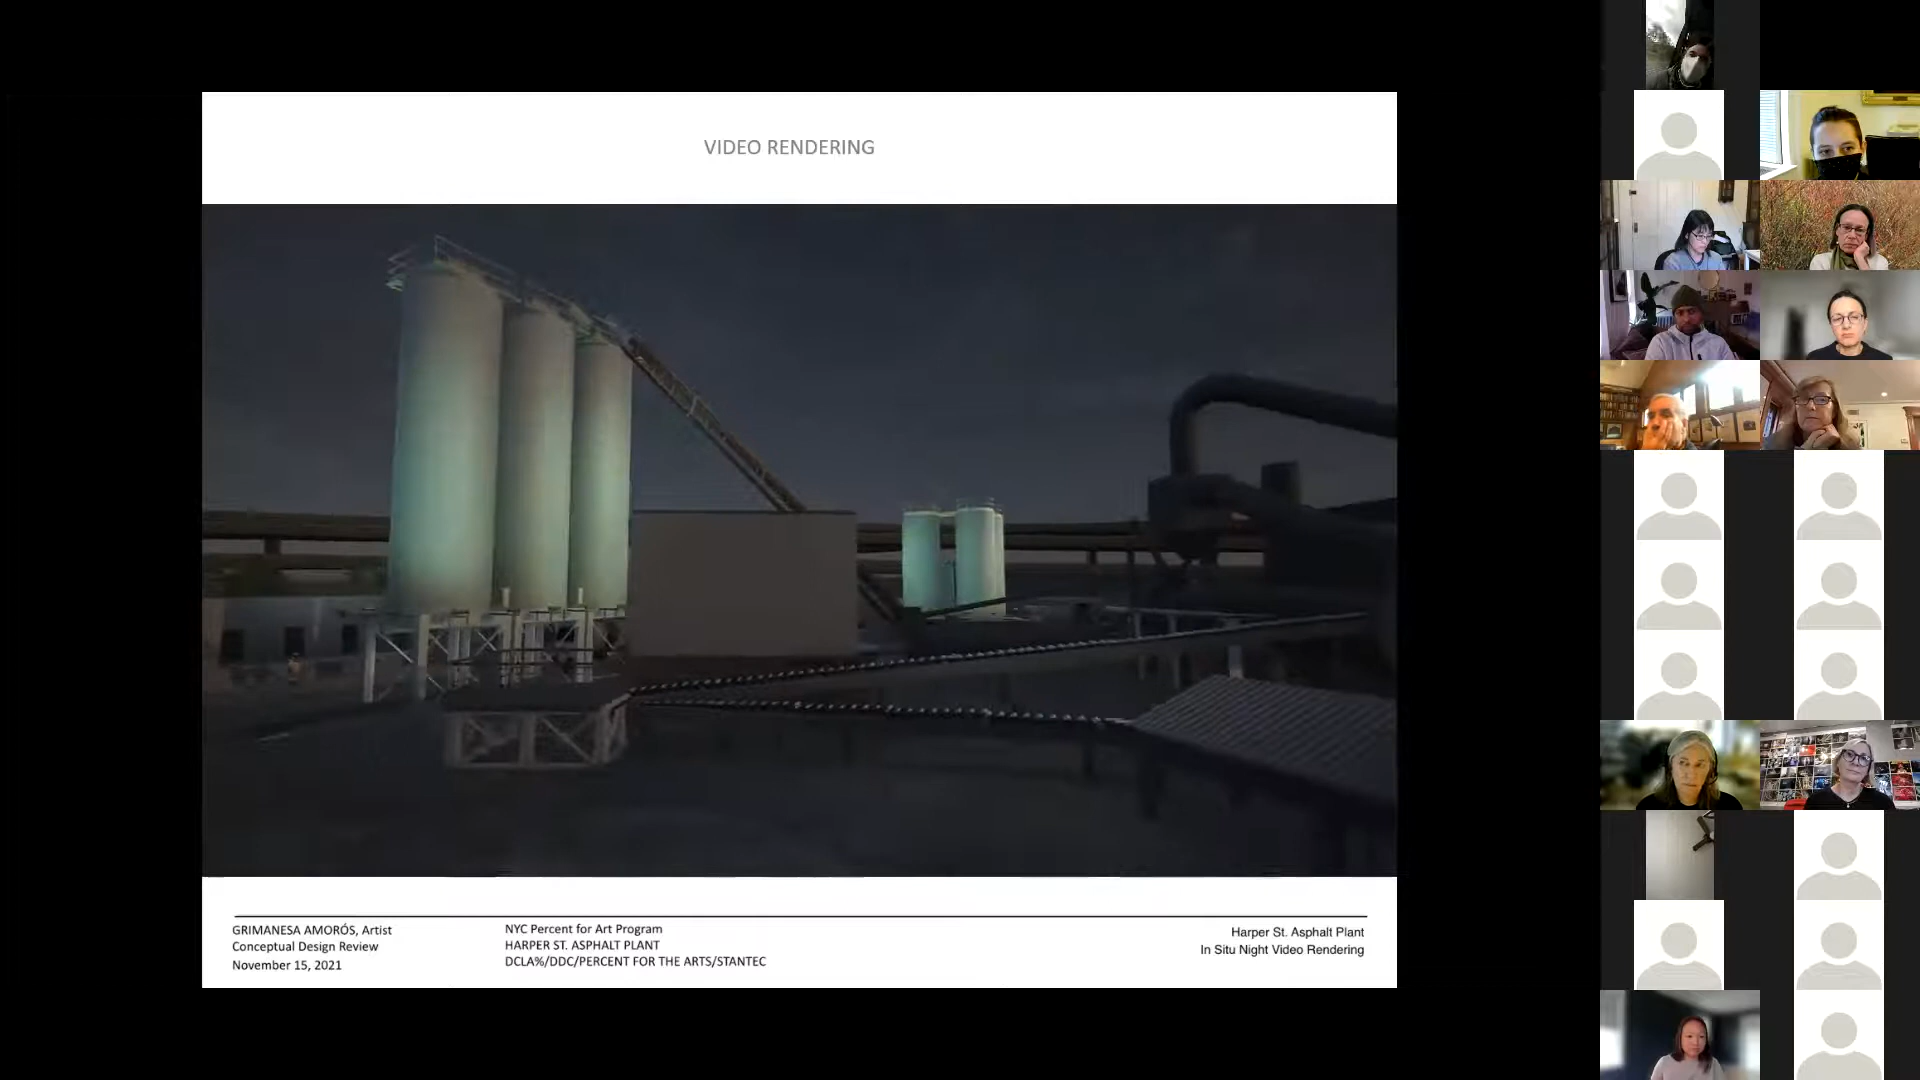 VIDEO RENDERING
GRIMANESA AMORÓS, Artist
Conceptual Design Review
November 15, 2021
NYC Percent for Art Program
HARPER ST. ASPHALT PLANT
DCLA%/DDC/PERCENT FOR THE ARTS/STANTEC
Harper St. Asphalt Plant
In Situ Night Video Rendering